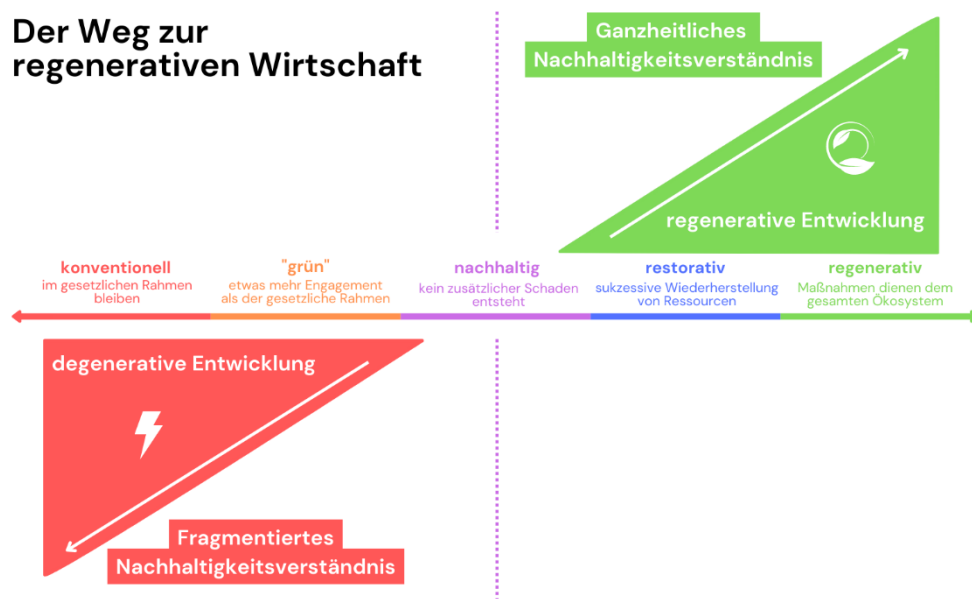 Der Weg zur
regenerativen Wirtschaft
Ganzheitliches
Nachhaltigkeitsverständnis
regenerative Entwicklung
konventionell
im gesetzlichen Rahmen
bleiben
"grün"
etwas mehr Engagement
als der gesetzliche Rahmen
nachhaltig
kein zusätzlicher Schaden
entsteht
restorativ
sukzessive Wiederherstellung
von Ressourcen
regenerativ
Maßnahmen dienen dem
gesamten Ökosystem
degenerative Entwicklung
Fragmentiertes
Nachhaltigkeitsverständnis